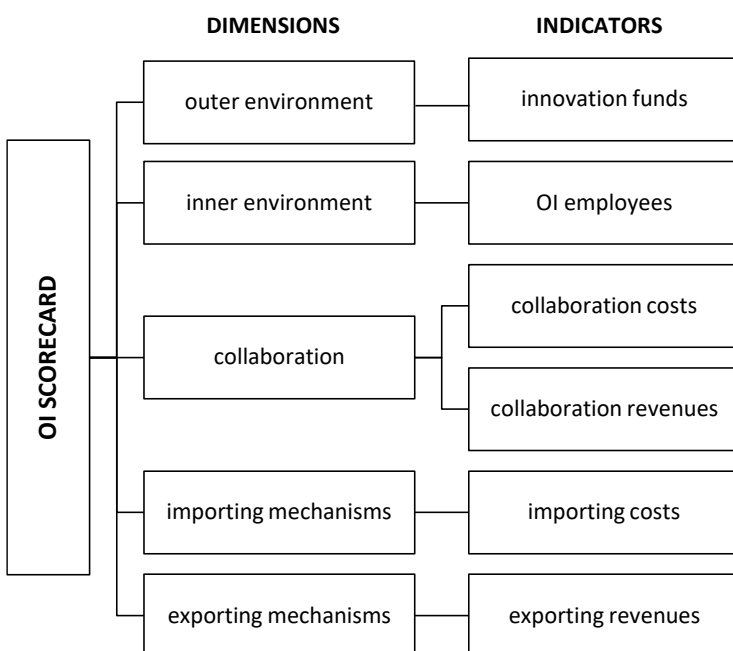 DIMENSIONS
INDICATORS
OI SCORECARD
outer environment
innovation funds
inner environment
OI employees
collaboration
collaboration costs
collaboration revenues
importing mechanisms
importing costs
exporting mechanisms
exporting revenues